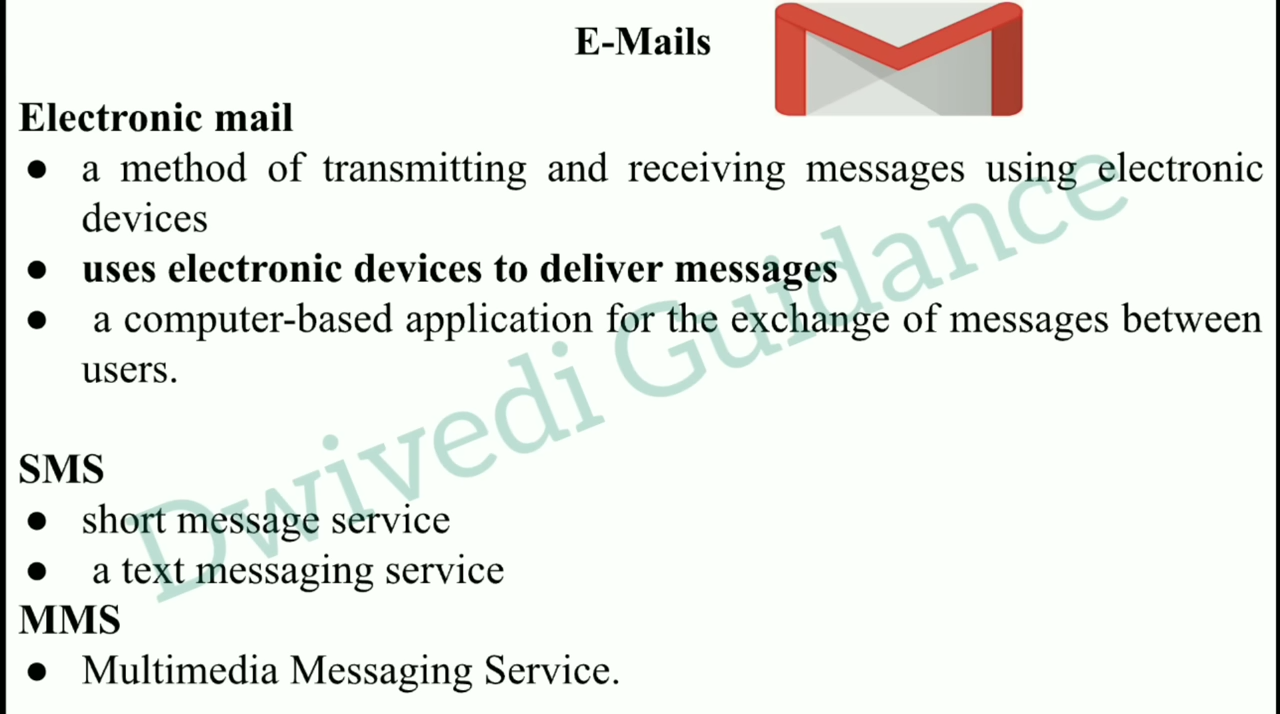 E-Mails
Electronic mail
● a method of transmitting and receiving messages using electronic
devices
● uses electronic devices to deliver messages
● a computer-based application for the exchange of messages between
users.
SMS
● short message service
● a text messaging service
MMS
● Multimedia Messaging Service.
Dwivedi Guidance